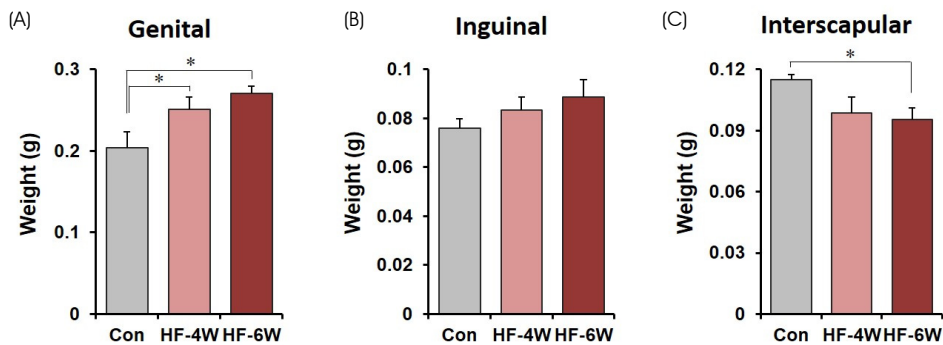 (A)
Genital
Weight (g)
0.3
0.2
0.1
0
*
*
Con HF-4W HF-6W
(B)
Inguinal
Weight (g)
0.1
0.08
0.06
0.04
0.02
0
Con HF-4W HF-6W
(C)
Interscapular
Weight (g)
0.12
0.09
0.06
0.03
0
*
Con HF-4W HF-6W